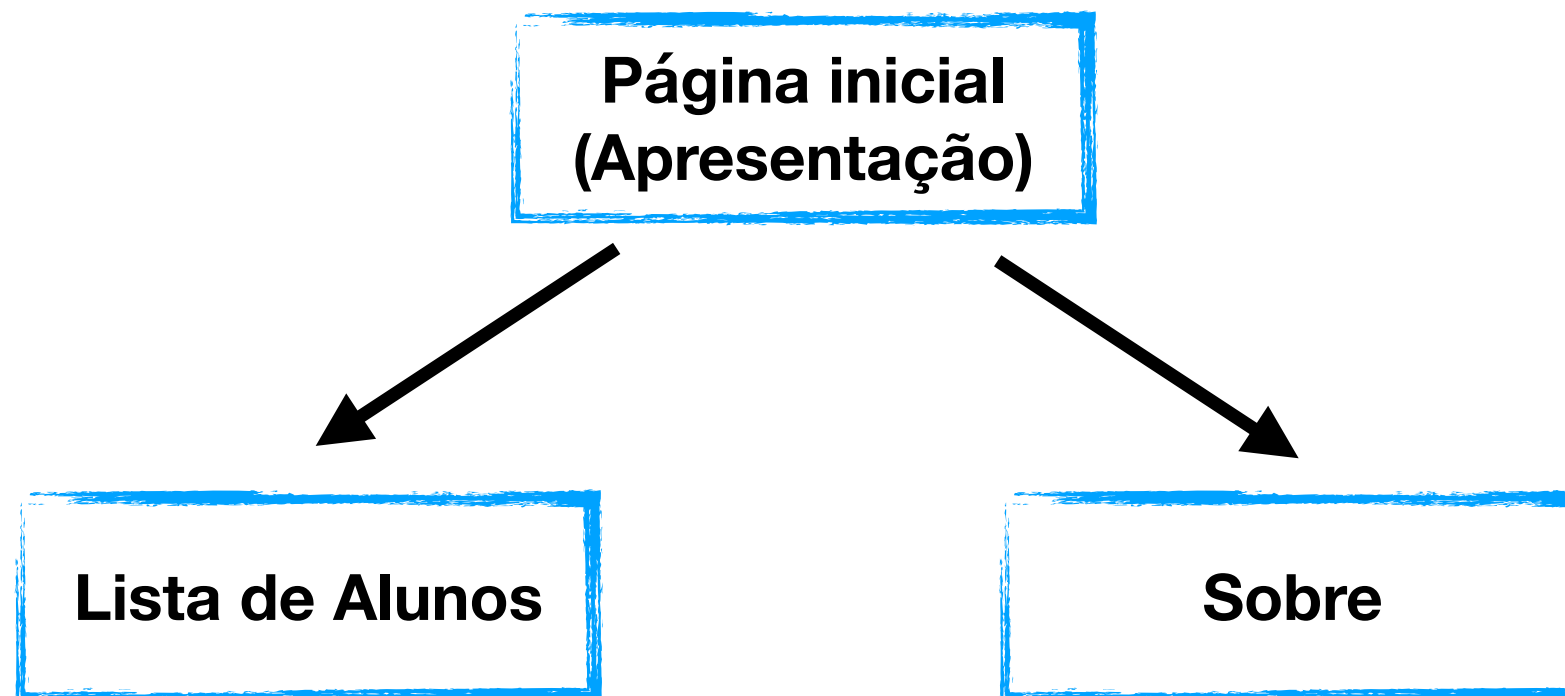 Página inicial
(Apresentação)
Lista de Alunos
Sobre